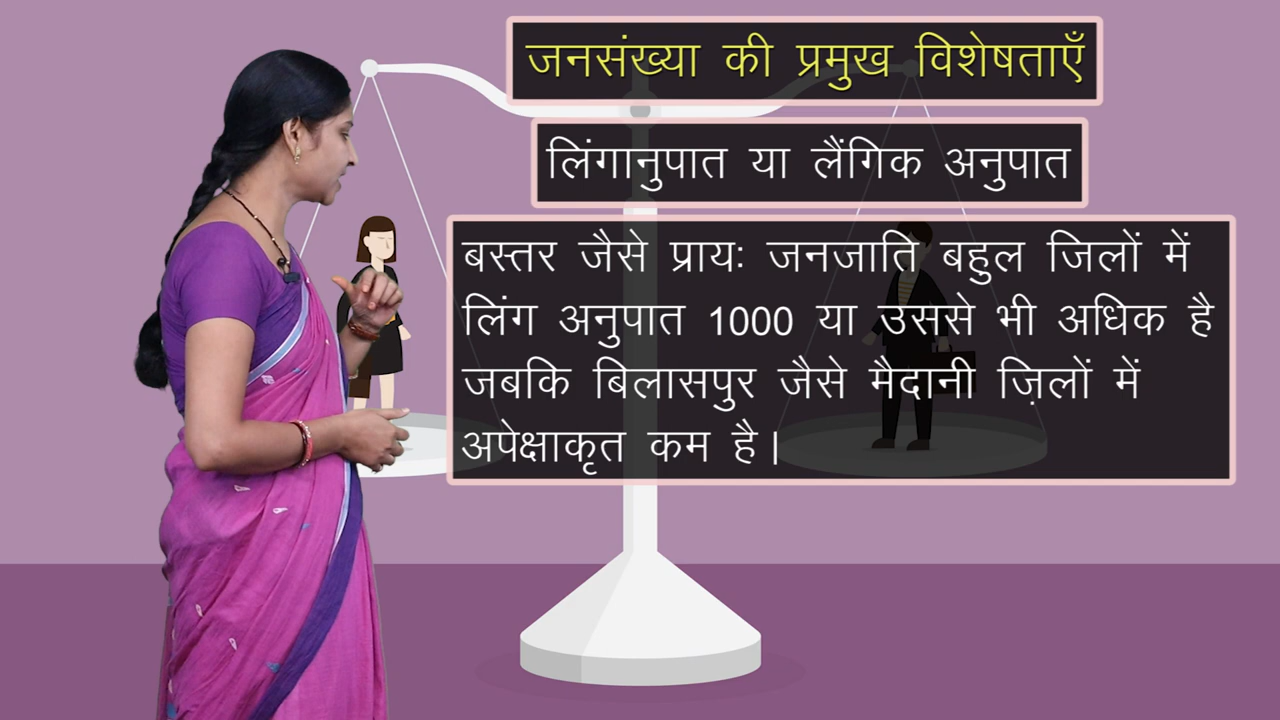 जनसंख्या की प्रमुख विशेषताएँ
लिंगानुपात या लैंगिक अनुपात
बस्तर जैसे प्रायः जनजाति बहुल जिलों में
लिंग अनुपात 1000 या उससे भी अधिक है
जबकि बिलासपुर जैसे मैदानी ज़िलों में
अपेक्षाकृत कम है।